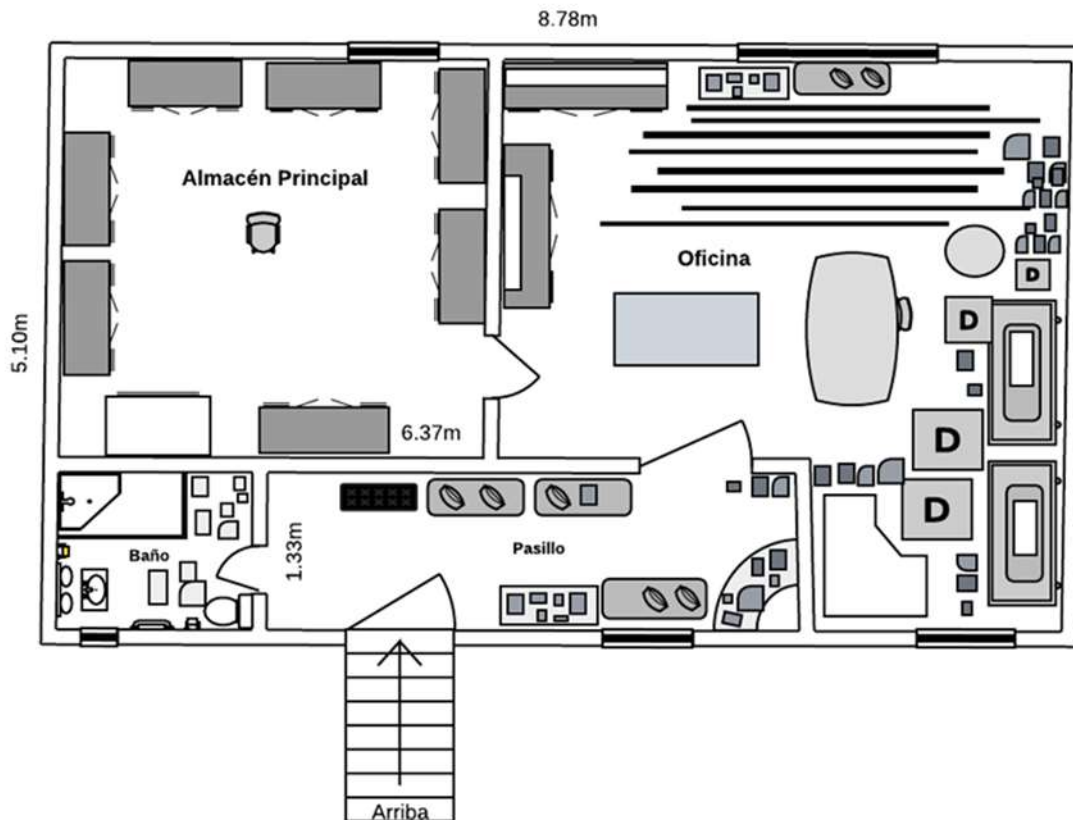 8.78m
Almacén Principal
Oficina
D
D
5.10m
6.37m
D
D
Baño
1.33m
Pasillo
Arriba